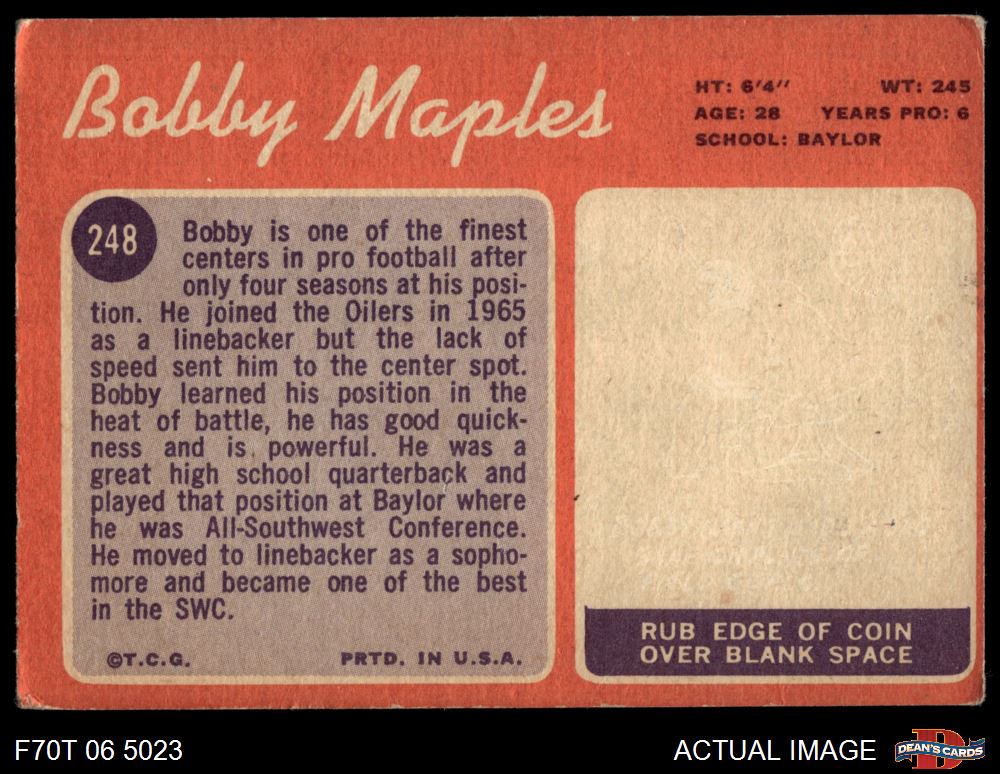 Bobby Maples
HT: 6'4" WT: 245
AGE: 28 YEARS PRO: 6
SCHOOL: BAYLOR
248
Bobby is one of the finest
centers in pro football after
only four seasons at his posi-
tion. He joined the Oilers in 1965
as a linebacker but the lack of
speed sent him to the center spot.
Bobby learned his position in the
heat of battle, he has good quick-
ness and is powerful. He was a
great high school quarterback and
played that position at Baylor where
he was All-Southwest Conference.
He moved to linebacker as a sopho-
more and became one of the best
in the SWC.
©T.C.G. PRTD. IN U.S.A.
RUB EDGE OF COIN
OVER BLANK SPACE
F70T 06 5023
ACTUAL IMAGE
D
DEAN'S CARDS